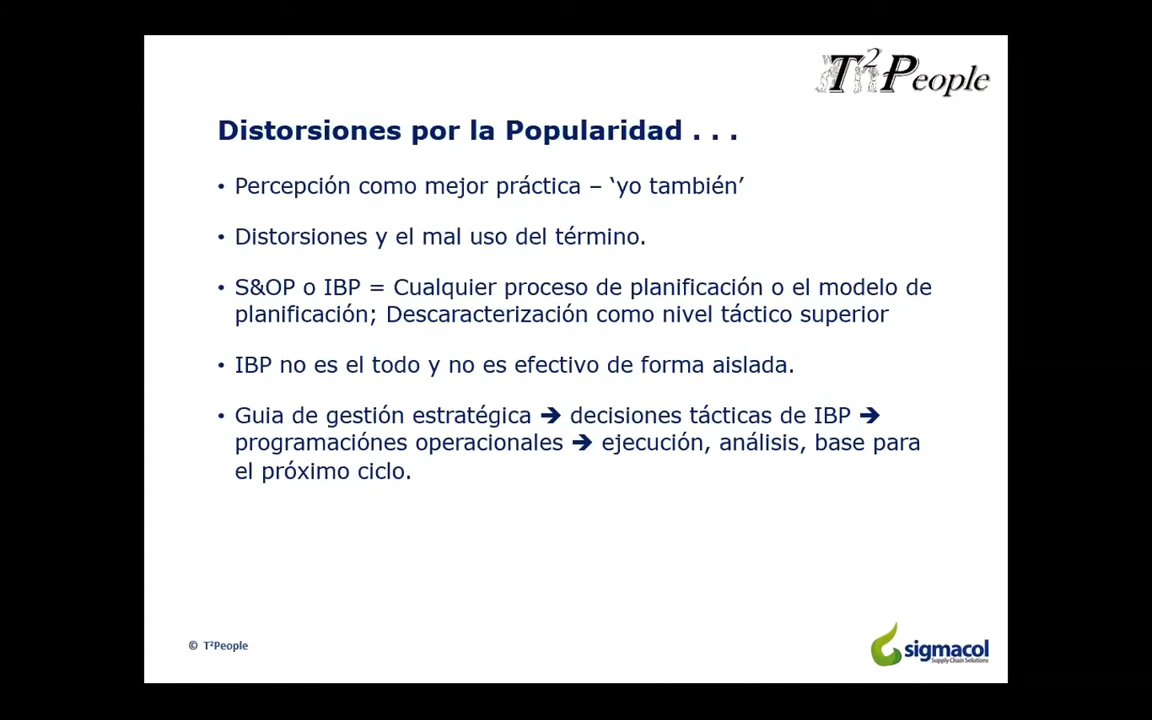 T²People
Distorsiones por la Popularidad . . .
• Percepción como mejor práctica – ‘yo también’
• Distorsiones y el mal uso del término.
• S&OP o IBP = Cualquier proceso de planificación o el modelo de
planificación; Descaracterización como nivel táctico superior
• IBP no es el todo y no es efectivo de forma aislada.
• Guia de gestión estratégica ➔ decisiones tácticas de IBP ➔
programaciónes operacionales ➔ ejecución, análisis, base para
el próximo ciclo.
© T²People
sigmacol
Supply Chain Solutions